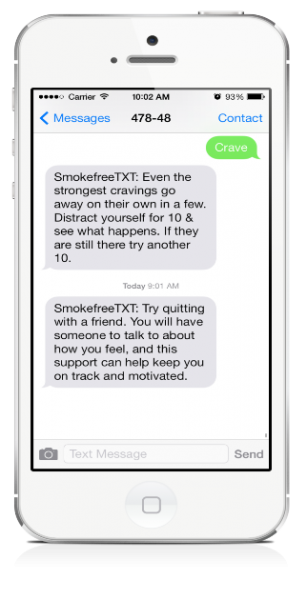 Carrier 10:02 AM 93%
Messages 478-48 Contact
Crave
SmokefreeTXT: Even the
strongest cravings go
away on their own in a few.
Distract yourself for 10 &
see what happens. If they
are still there try another
10.
Today 9:01 AM
SmokefreeTXT: Try quitting
with a friend. You will have
someone to talk to about
how you feel, and this
support can help keep you
on track and motivated.
Text Message Send